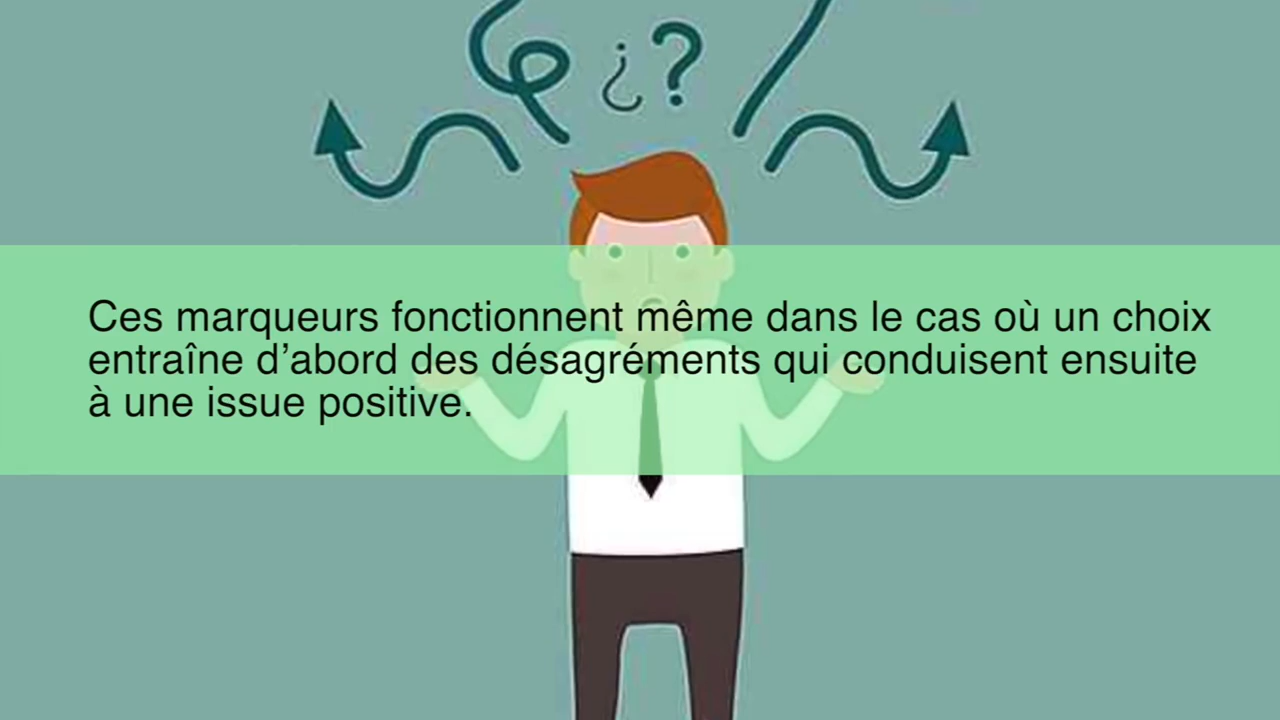 ¿?
Ces marqueurs fonctionnent même dans le cas où un choix
entraîne d’abord des désagréments qui conduisent ensuite
à une issue positive.